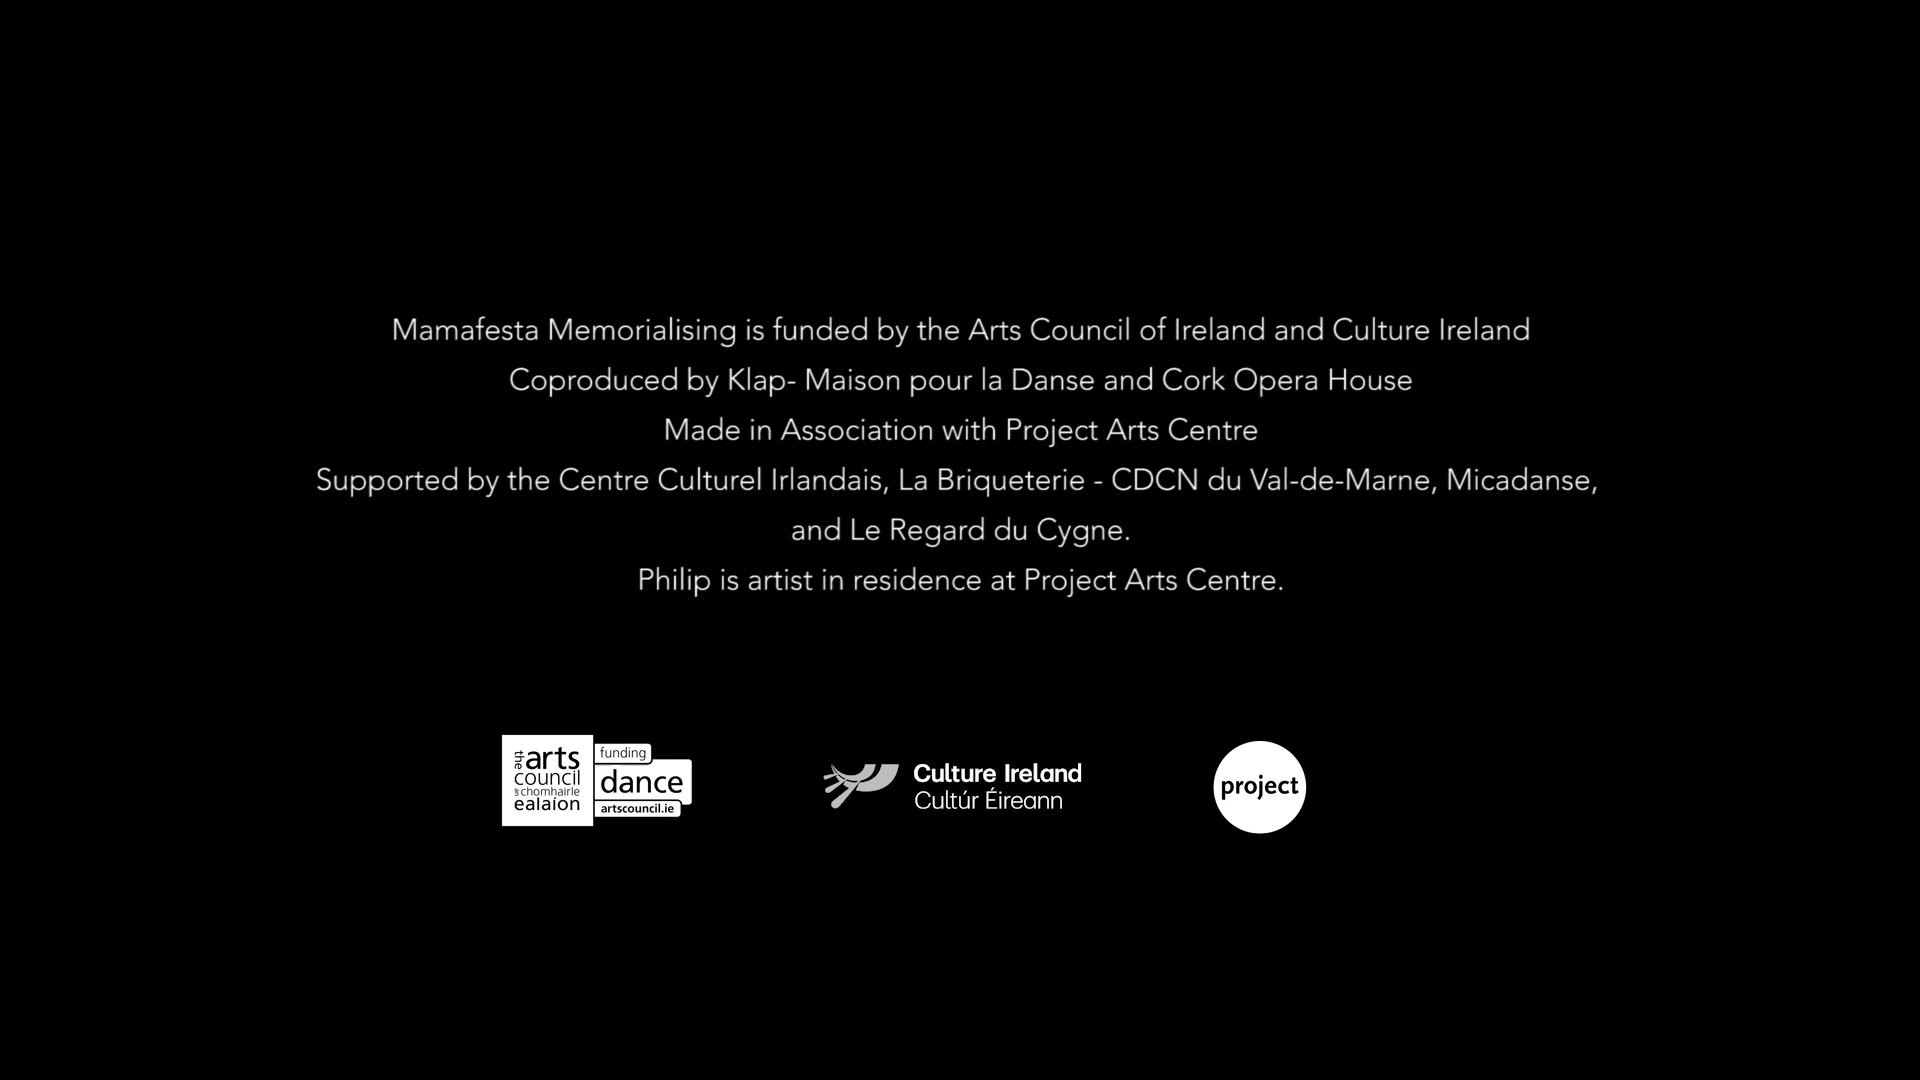 Mamafesta Memorialising is funded by the Arts Council of Ireland and Culture Ireland
Coproduced by Klap- Maison pour la Danse and Cork Opera House
Made in Association with Project Arts Centre
Supported by the Centre Culturel Irlandais, La Briqueterie - CDCN du Val-de-Marne, Micadanse,
and Le Regard du Cygne.
Philip is artist in residence at Project Arts Centre.
the arts
council
an chomhairle
ealaíon
funding
dance
artscouncil.ie
Culture Ireland
Cultúr Éireann
project